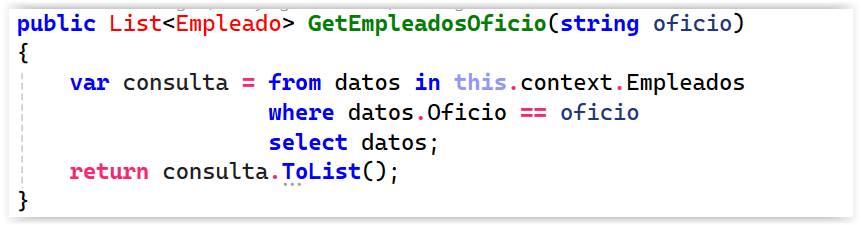 public List<Empleado> GetEmpleadosOficio(string oficio)
{
var consulta = from datos in this.context.Empleados
where datos.Oficio == oficio
select datos;
return consulta.ToList();
}